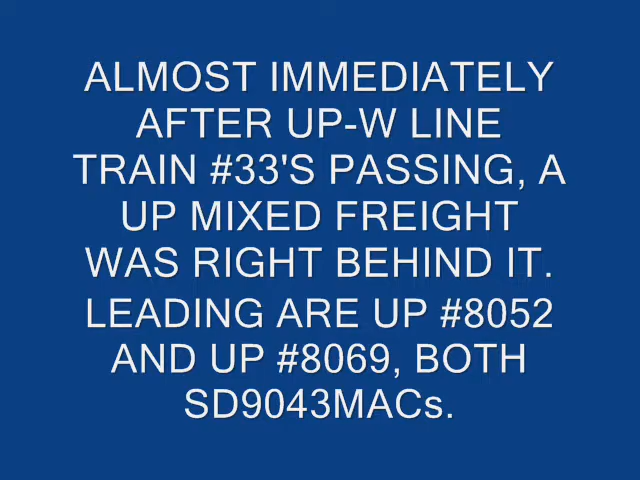 ALMOST IMMEDIATELY
AFTER UP-W LINE
TRAIN #33'S PASSING, A
UP MIXED FREIGHT
WAS RIGHT BEHIND IT.
LEADING ARE UP #8052
AND UP #8069, BOTH
SD9043MACs.